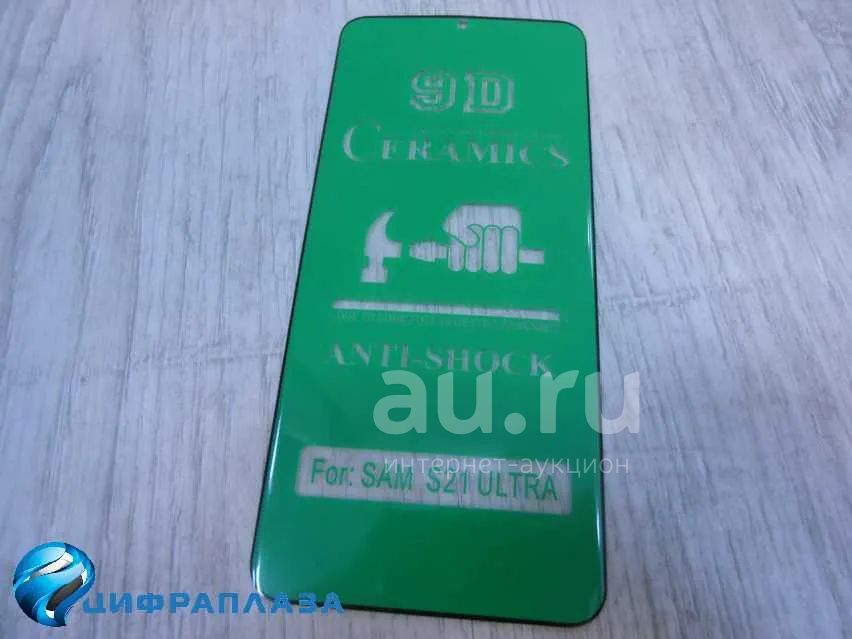 9D
CERAMICS
ANTI-SHOCK
au.ru
интернет-аукцион
For: SAM S21 ULTRA
ЦИФРАПЛАЗА